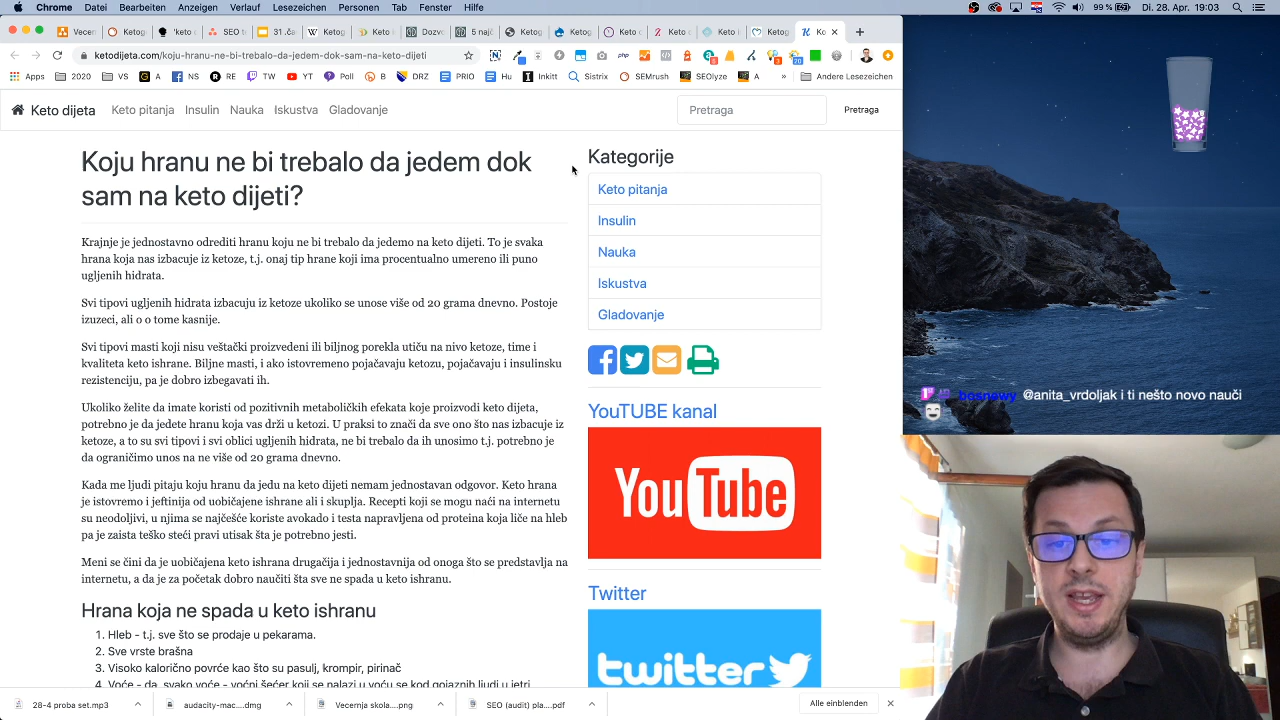 Chrome Datei Bearbeiten Anzeigen Verlauf Lesezeichen Personen Tab Fenster Hilfe
99 % Di. 28. Apr. 19:03
ketodijeta.com/koju-hranu-ne-bi-trebalo-da-jedem-dok-sam-na-keto-dijeti
Apps 2020 VS A NS RE TW YT Poll B DRZ PRIO Hu Inkitt Sistrix SEMrush SEOlyze A » Andere Lesezeichen
Keto dijeta Keto pitanja Insulin Nauka Iskustva Gladovanje Pretraga Pretraga
Koju hranu ne bi trebalo da jedem dok
sam na keto dijeti?
Krajnje je jednostavno odrediti hranu koju ne bi trebalo da jedemo na keto dijeti. To je svaka
hrana koja nas izbacuje iz ketoze, t.j. onaj tip hrane koji ima procentualno umereno ili puno
ugljenih hidrata.
Svi tipovi ugljenih hidrata izbacuju iz ketoze ukoliko se unose više od 20 grama dnevno. Postoje
izuzeci, ali o o tome kasnije.
Svi tipovi masti koji nisu veštački proizvedeni ili biljnog porekla utiču na nivo ketoze, time i
kvaliteta keto ishrane. Biljne masti, i ako istovremeno pojačavaju ketozu, pojačavaju i insulinsku
rezistenciju, pa je dobro izbegavati ih.
Ukoliko želite da imate koristi od pozitivnih metaboličkih efekata koje proizvodi keto dijeta,
potrebno je da jedete hranu koja vas drži u ketozi. U praksi to znači da sve ono što nas izbacuje iz
ketoze, a to su svi tipovi i svi oblici ugljenih hidrata, ne bi trebalo da ih unosimo t.j. potrebno je
da ograničimo unos na ne više od 20 grama dnevno.
Kada me ljudi pitaju koju hranu da jedu na keto dijeti nemam jednostavan odgovor. Keto hrana
je istovremo i jeftinija od uobičajene ishrane ali i skuplja. Recepti koji se mogu naći na internetu
su neodoljivi, u njima se najčešće koriste avokado i testa napravljena od proteina koja liče na hleb
pa je zaista teško steći pravi utisak šta je potrebno jesti.
Meni se čini da je uobičajena keto ishrana drugačija i jednostavnija od onoga što se predstavlja na
internetu, a da je za početak dobro naučiti šta sve ne spada u keto ishranu.
Hrana koja ne spada u keto ishranu
1. Hleb - t.j. sve što se prodaje u pekarama.
2. Sve vrste brašna
3. Visoko kalorično povrće kao što su pasulj, krompir, pirinač
4. Voće - da, svako voće - voćni šećer koji se nalazi u voću se kod gojaznih ljudi u jetri
Kategorije
Keto pitanja
Insulin
Nauka
Iskustva
Gladovanje
YouTUBE kanal
YouTube
Twitter
twitter
bosnowy @anita_vrdoljak i ti nešto novo nauči
28-4 proba set.mp3 audacity-mac....dmg Vecernja skola....png SEO (audit) pla....pdf Alle einblenden